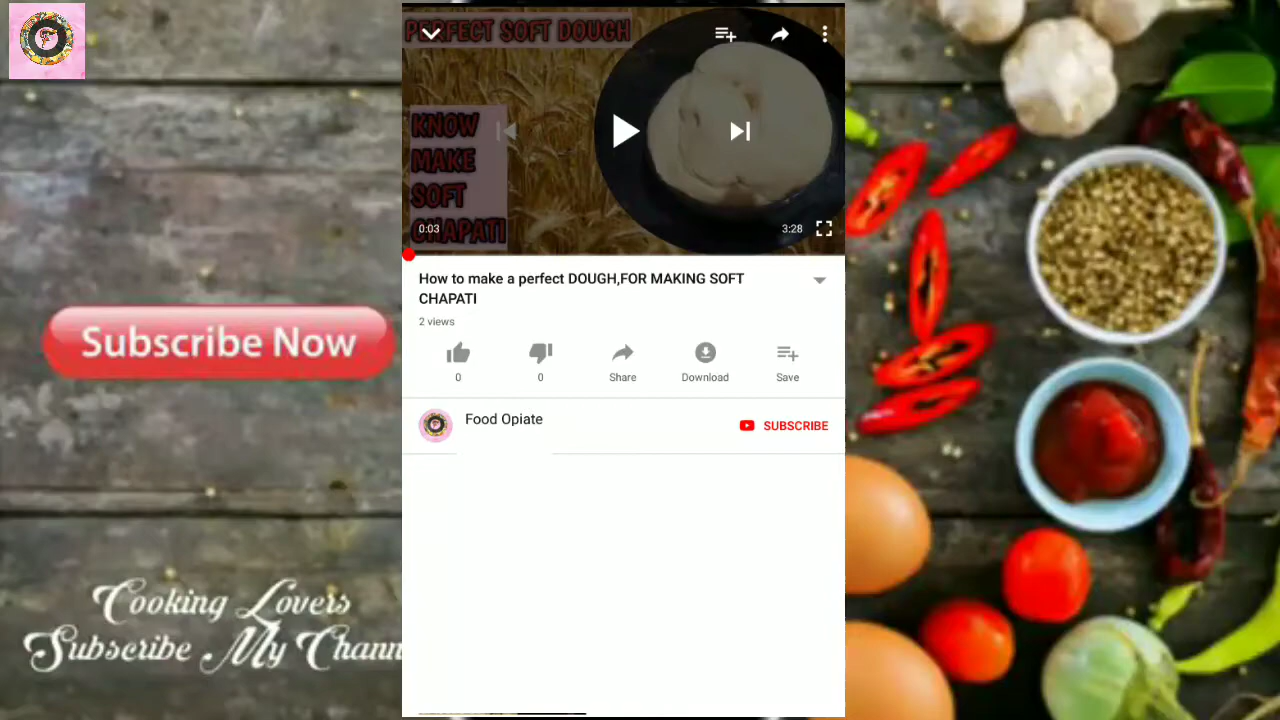 PERFECT SOFT DOUGH
KNOW
MAKE
SOFT
CHAPATI
0:03
3:28
How to make a perfect DOUGH,FOR MAKING SOFT
CHAPATI
2 views
0
0
Share
Download
Save
Food Opiate
SUBSCRIBE
Subscribe Now
Cooking Lovers
Subscribe My Chann